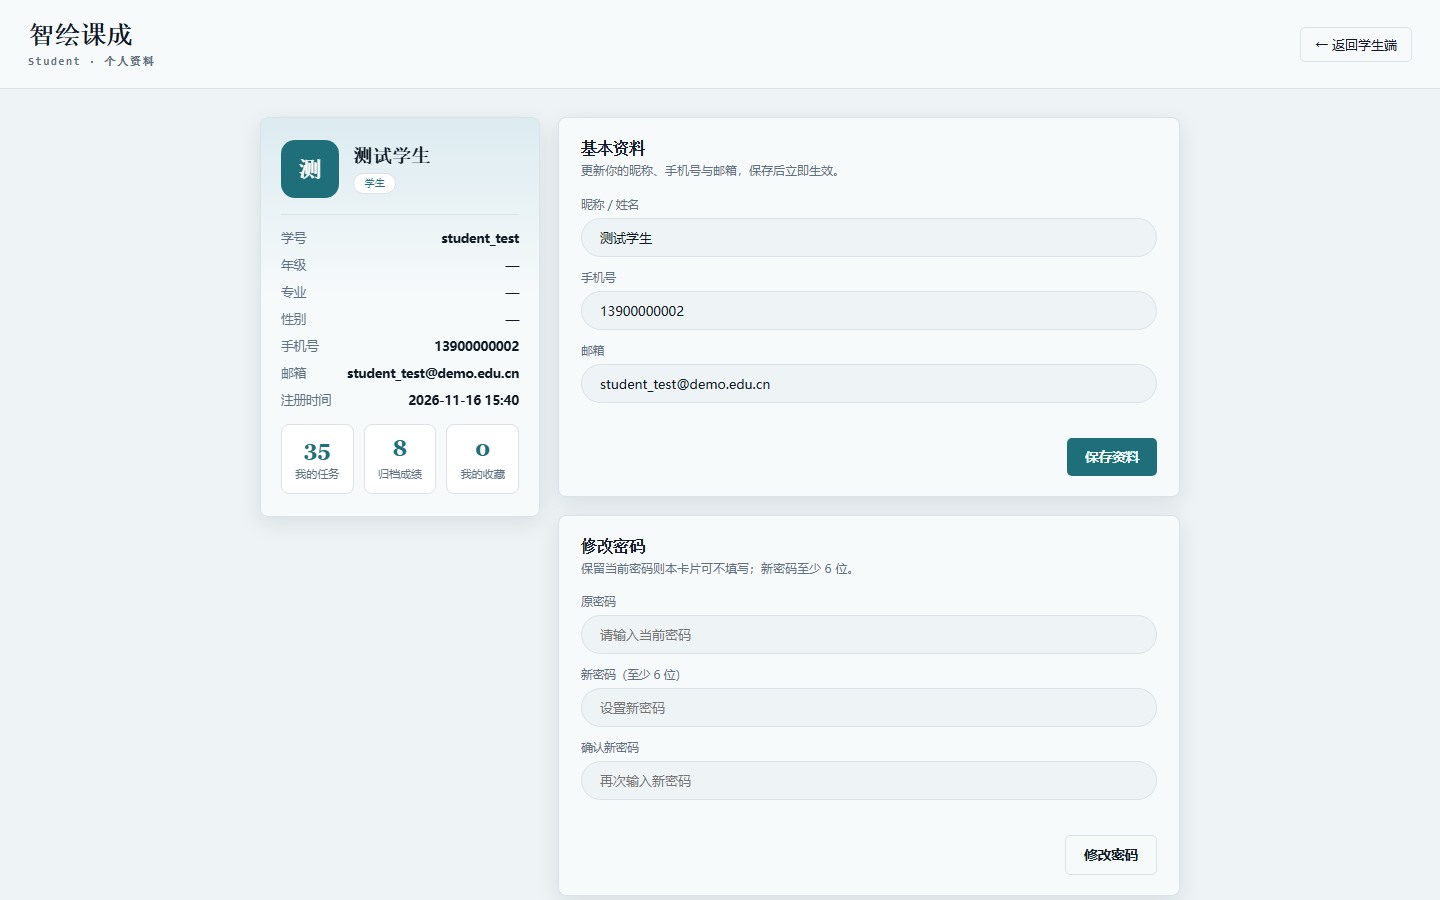 智绘课成
Student · 个人资料
← 返回学生端
测
测试学生
学生
学号 student_test
年级 —
专业 —
性别 —
手机号 13900000002
邮箱 student_test@demo.edu.cn
注册时间 2026-11-16 15:40
35 8 0
我的任务 归档成绩 我的收藏
基本资料
更新你的昵称、手机号与邮箱，保存后立即生效。
昵称 / 姓名
测试学生
手机号
13900000002
邮箱
student_test@demo.edu.cn
保存资料
修改密码
保留当前密码则本卡片可不填写；新密码至少 6 位。
原密码
请输入当前密码
新密码（至少 6 位）
设置新密码
确认新密码
再次输入新密码
修改密码